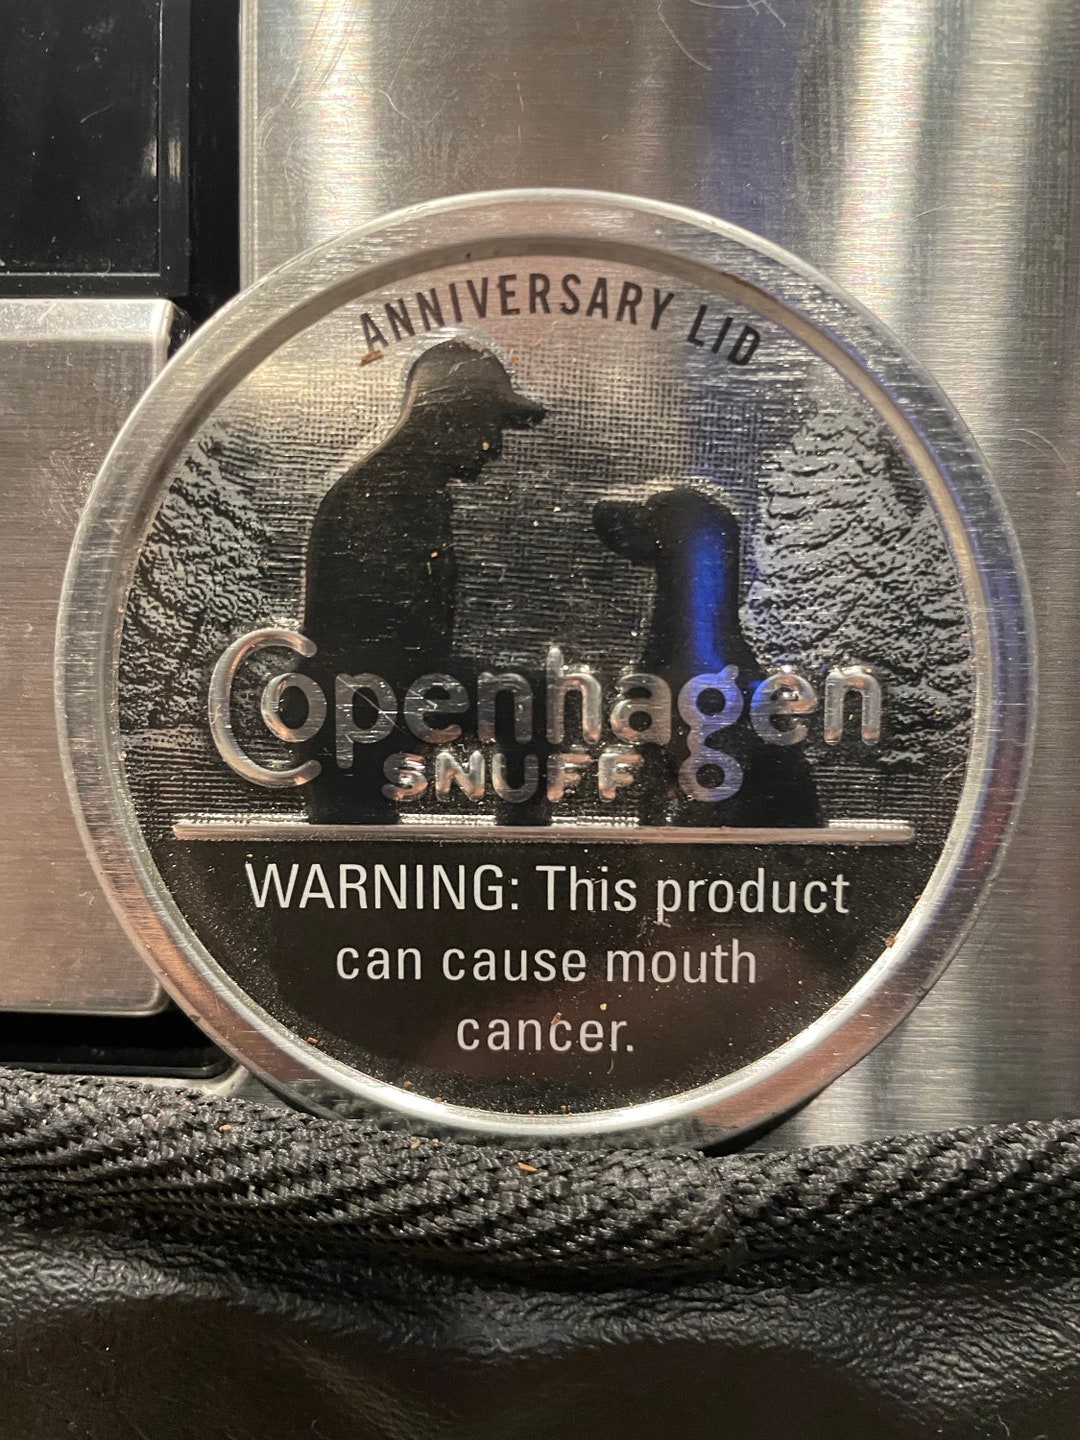 ANNIVERSARY LID
Copenhagen
SNUFF
WARNING: This product
can cause mouth
cancer.